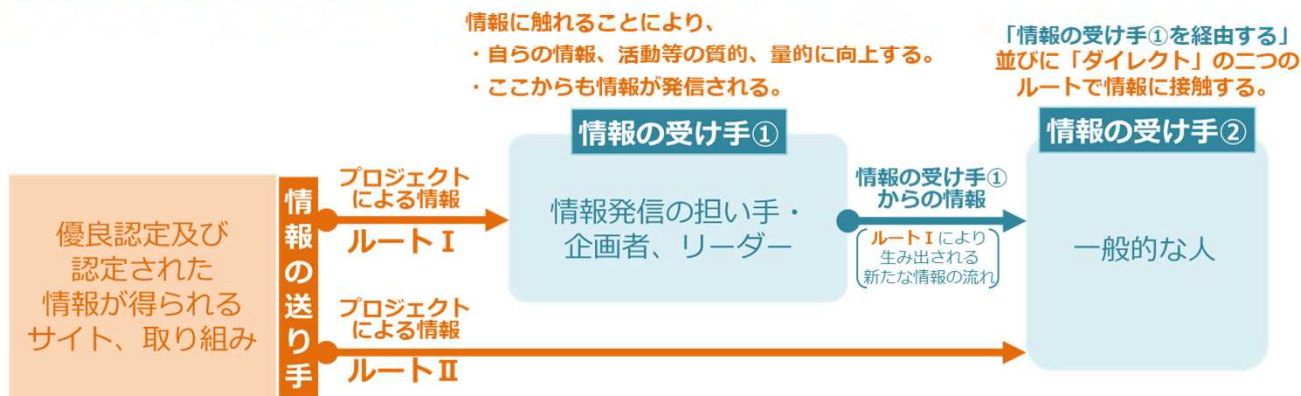 情報に触れることにより、
・自らの情報、活動等の質的、量的に向上する。
・ここからも情報が発信される。
「情報の受け手①を経由する」
並びに「ダイレクト」の二つの
ルートで情報に接触する。
優良認定及び
認定された
情報が得られる
サイト、取り組み
情報の送り手
プロジェクト
による情報
ルートⅠ
情報の受け手①
情報発信の担い手・
企画者、リーダー
情報の受け手①
からの情報
ルートⅠにより
生み出される
新たな情報の流れ
情報の受け手②
一般的な人
プロジェクト
による情報
ルートⅡ